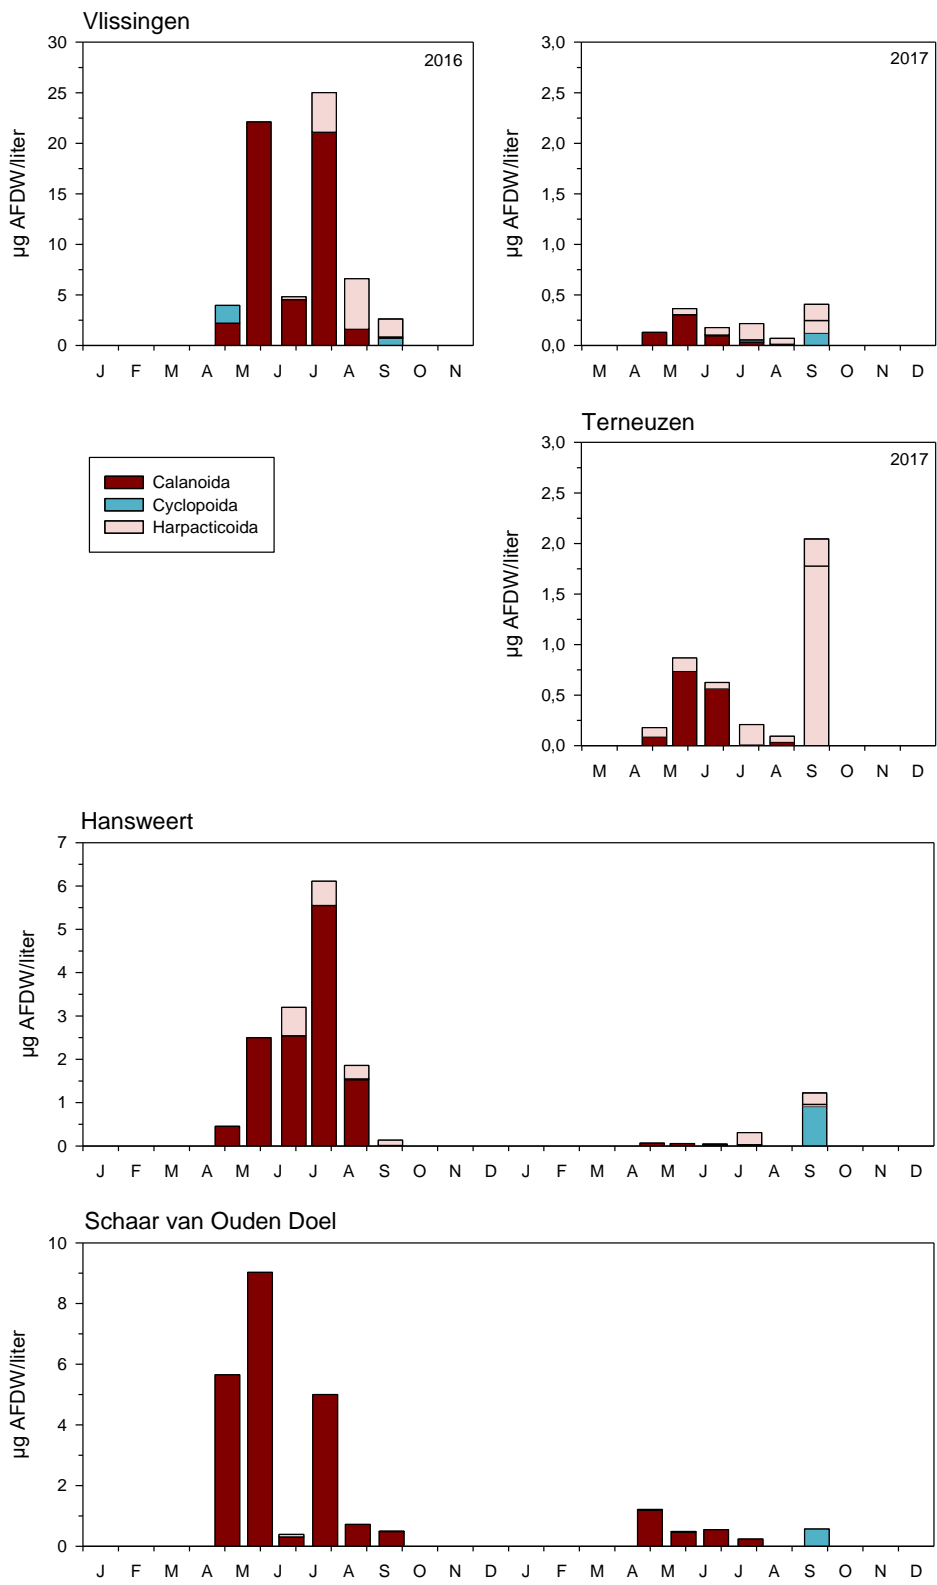 Vlissingen
30
25
20
15
10
5
0
µg AFDW/liter
2016
J F M A M J J A S O N
3,0
2,5
2,0
1,5
1,0
0,5
0,0
µg AFDW/liter
2017
M A M J J A S O N D
Calanoida
Cyclopoida
Harpacticoida
Terneuzen
3,0
2,5
2,0
1,5
1,0
0,5
0,0
µg AFDW/liter
2017
M A M J J A S O N D
Hansweert
7
6
5
4
3
2
1
0
µg AFDW/liter
J F M A M J J A S O N D J F M A M J J A S O N D
Schaar van Ouden Doel
10
8
6
4
2
0
µg AFDW/liter
J F M A M J J A S O N D J F M A M J J A S O N D